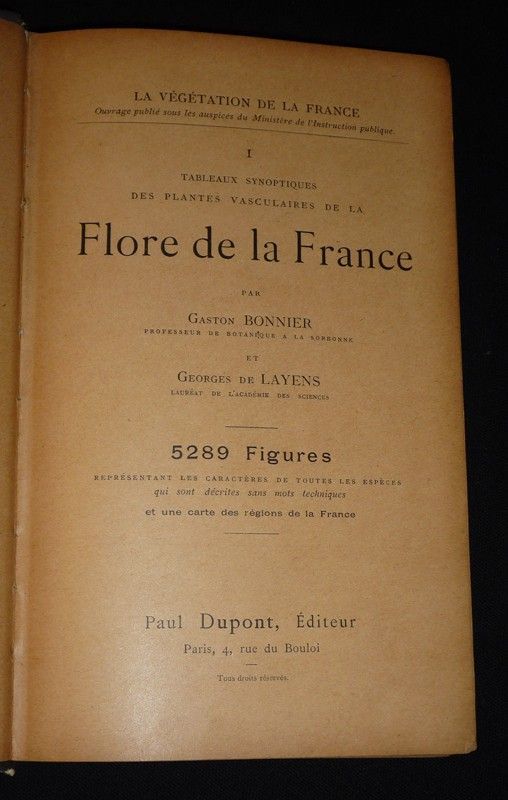 LA VÉGÉTATION DE LA FRANCE
Ouvrage publié sous les auspices du Ministère de l'Instruction publique.
I
TABLEAUX SYNOPTIQUES
DES PLANTES VASCULAIRES DE LA
Flore de la France
PAR
GASTON BONNIER
PROFESSEUR DE BOTANIQUE A LA SORBONNE
ET
GEORGES DE LAYENS
LAURÉAT DE L'ACADÉMIE DES SCIENCES
5289 Figures
REPRÉSENTANT LES CARACTÈRES DE TOUTES LES ESPÈCES
qui sont décrites sans mots techniques
et une carte des régions de la France
Paul Dupont, Éditeur
Paris, 4, rue du Bouloi
Tous droits réservés.